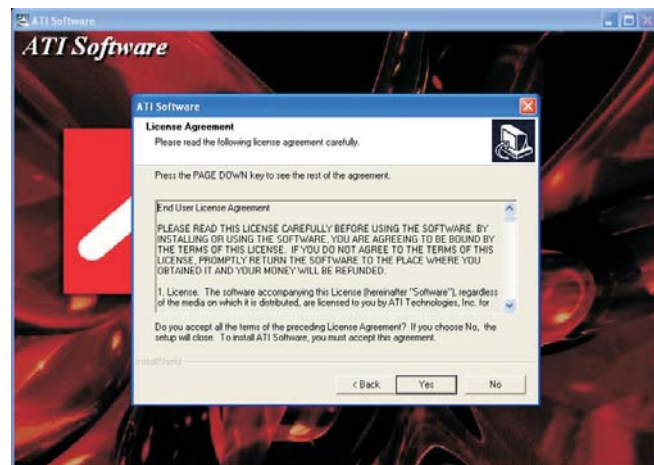 ATI Software
ATI Software
ATI Software
License Agreement
Please read the following license agreement carefully.
Press the PAGE DOWN key to see the rest of the agreement.
End User License Agreement
PLEASE READ THIS LICENSE CAREFULLY BEFORE USING THE SOFTWARE. BY
INSTALLING OR USING THE SOFTWARE, YOU ARE AGREEING TO BE BOUND BY
THE TERMS OF THIS LICENSE. IF YOU DO NOT AGREE TO THE TERMS OF THIS
LICENSE, PROMPTLY RETURN THE SOFTWARE TO THE PLACE WHERE YOU
OBTAINED IT AND YOUR MONEY WILL BE REFUNDED.
1. License. The software accompanying this License (hereinafter "Software"), regardless
of the media on which it is distributed, are licensed to you by ATI Technologies, Inc. for
Do you accept all the terms of the preceding License Agreement? If you choose No, the
setup will close. To install ATI Software, you must accept this agreement.
InstallShield
< Back Yes No